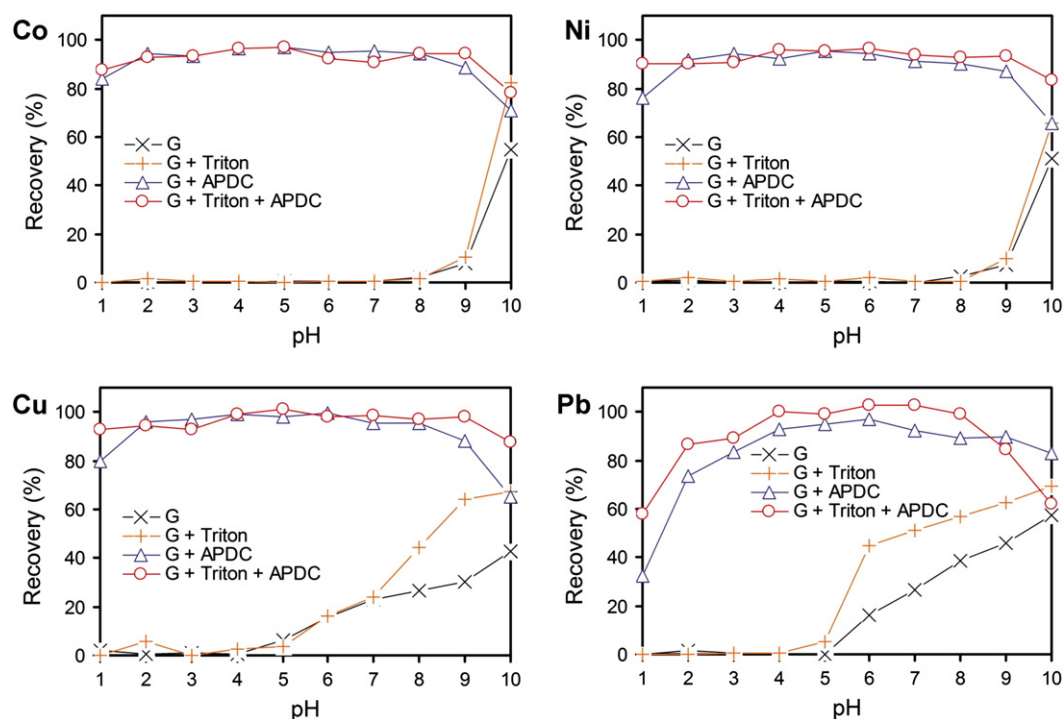 Co
100
80
60
40
20
0
Recovery (%)
G
G + Triton
G + APDC
G + Triton + APDC
1 2 3 4 5 6 7 8 9 10
pH
Ni
100
80
60
40
20
0
Recovery (%)
G
G + Triton
G + APDC
G + Triton + APDC
1 2 3 4 5 6 7 8 9 10
pH
Cu
100
80
60
40
20
0
Recovery (%)
G
G + Triton
G + APDC
G + Triton + APDC
1 2 3 4 5 6 7 8 9 10
pH
Pb
100
80
60
40
20
0
Recovery (%)
G
G + Triton
G + APDC
G + Triton + APDC
1 2 3 4 5 6 7 8 9 10
pH